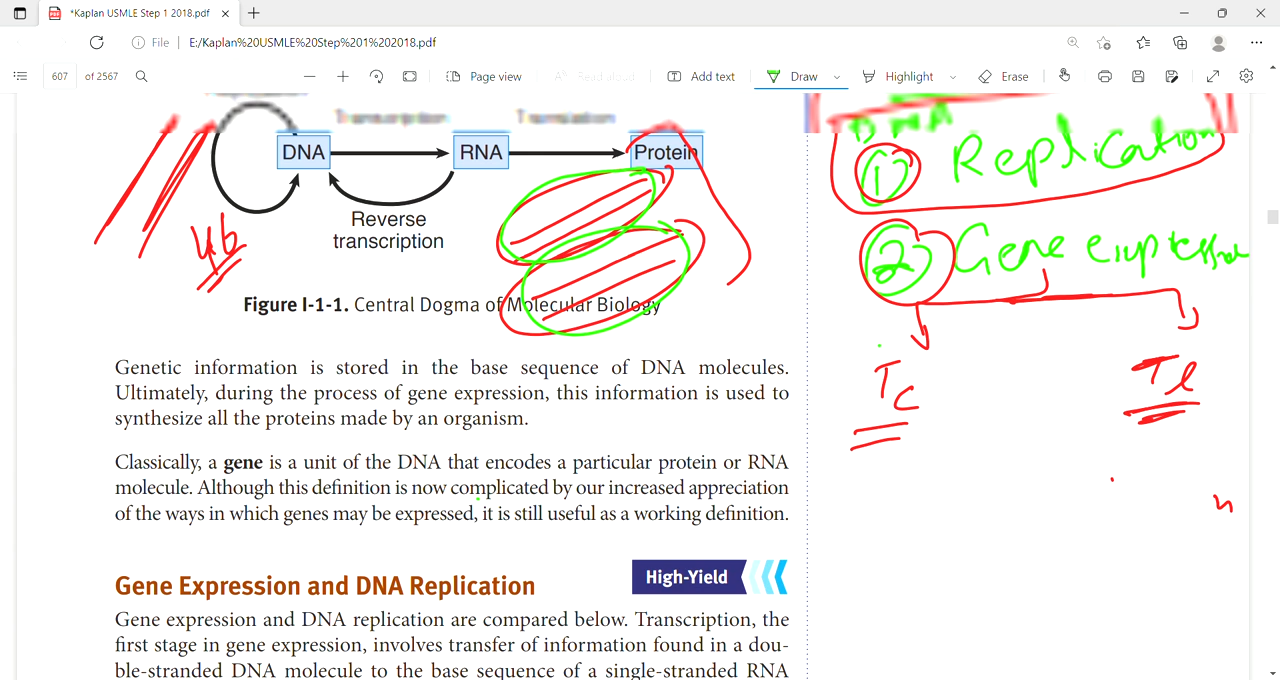 *Kaplan USMLE Step 1 2018.pdf
File E:/Kaplan%20USMLE%20Step%201%202018.pdf
607 of 2567 Page view Read aloud Add text Draw Highlight Erase
Transcription Translation
DNA RNA Protein
Reverse
transcription
46
Figure I-1-1. Central Dogma of Molecular Biology
Genetic information is stored in the base sequence of DNA molecules.
Ultimately, during the process of gene expression, this information is used to
synthesize all the proteins made by an organism.
Classically, a gene is a unit of the DNA that encodes a particular protein or RNA
molecule. Although this definition is now complicated by our increased appreciation
of the ways in which genes may be expressed, it is still useful as a working definition.
Gene Expression and DNA Replication
High-Yield
Gene expression and DNA replication are compared below. Transcription, the
first stage in gene expression, involves transfer of information found in a dou-
ble-stranded DNA molecule to the base sequence of a single-stranded RNA
DNA
1 Replication
2 Gene
Tc Tl